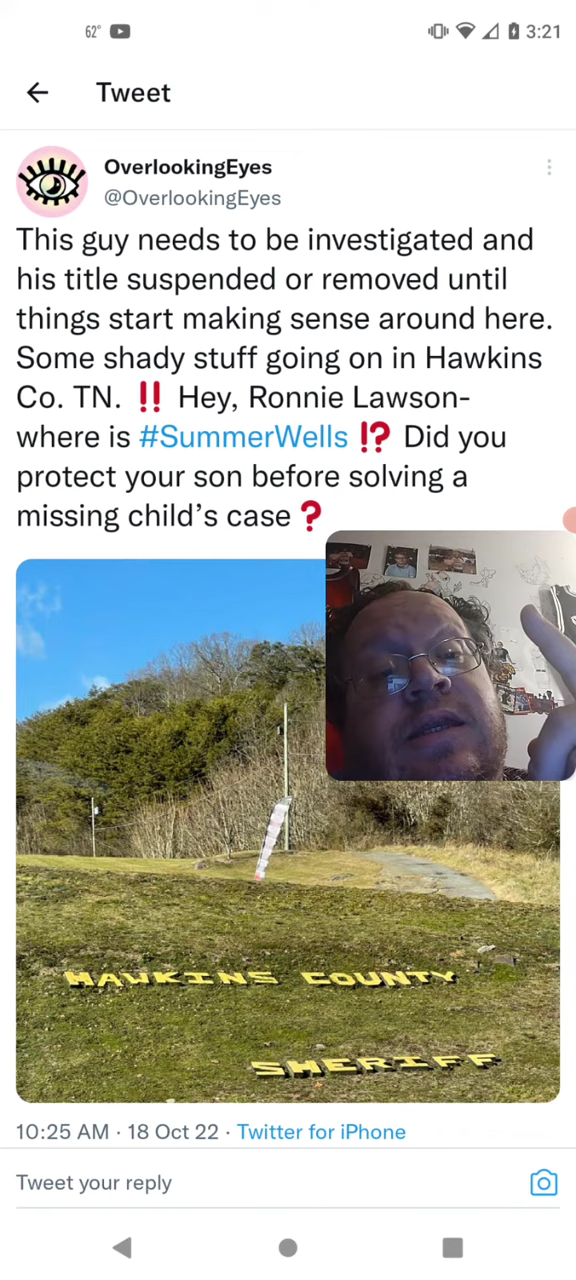 62°
3:21
Tweet
OverlookingEyes
@OverlookingEyes
This guy needs to be investigated and
his title suspended or removed until
things start making sense around here.
Some shady stuff going on in Hawkins
Co. TN. ‼️ Hey, Ronnie Lawson-
where is #SummerWells ⁉️ Did you
protect your son before solving a
missing child’s case ❓
HAWKINS COUNTY
SHERIFF
10:25 AM · 18 Oct 22 · Twitter for iPhone
Tweet your reply